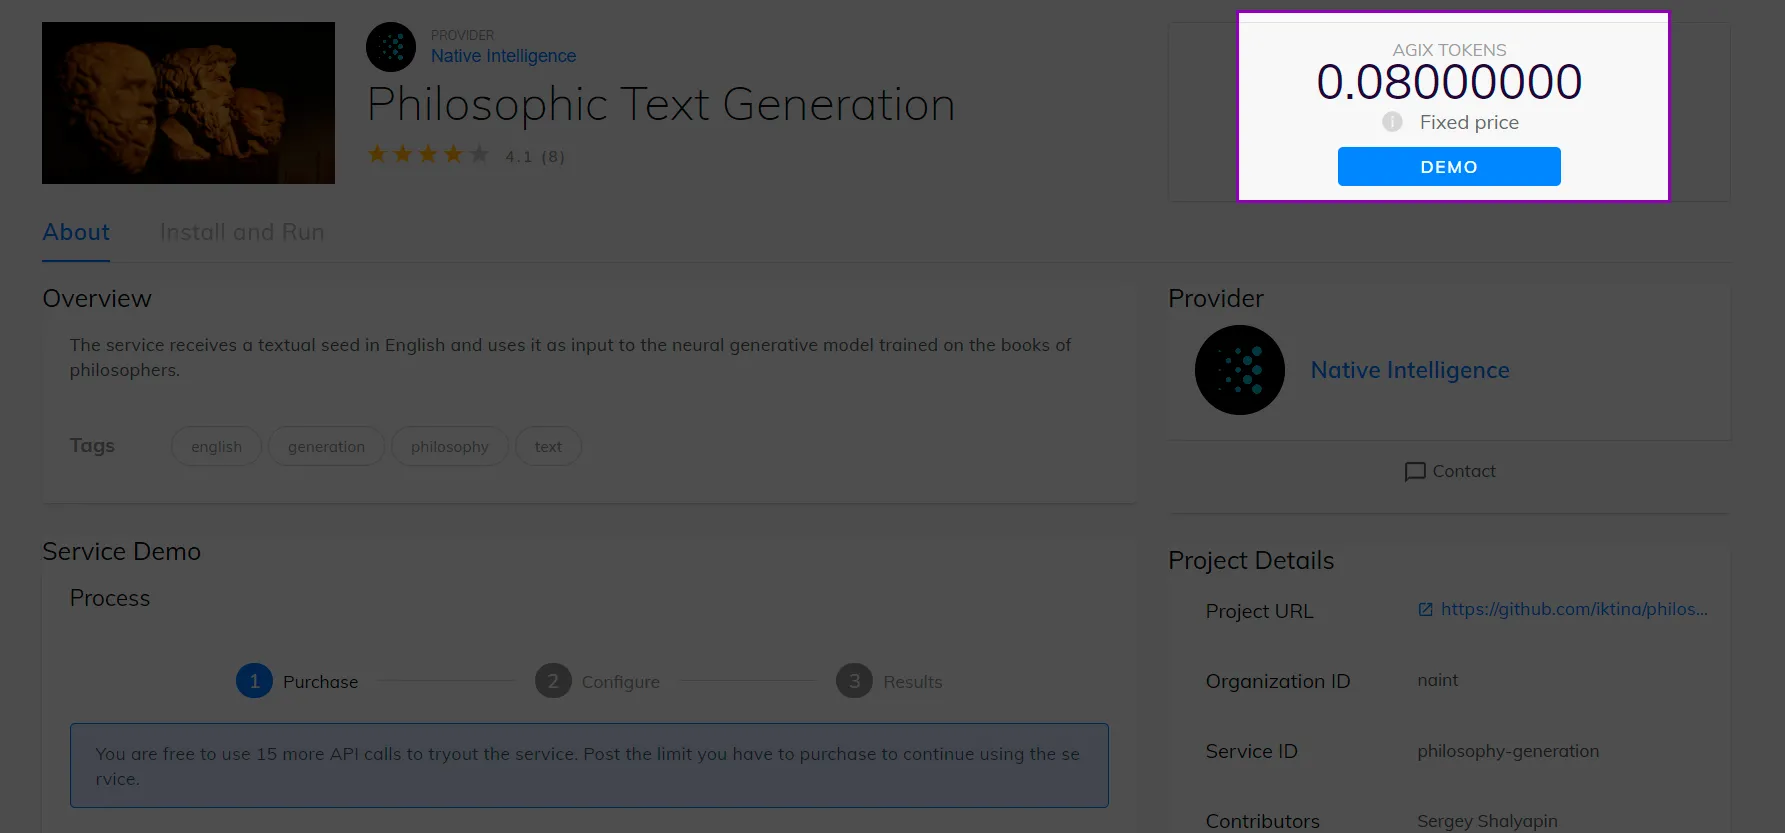 PROVIDER
Native Intelligence
Philosophic Text Generation
4.1 (8)
AGIX TOKENS
0.08000000
Fixed price
DEMO
About
Install and Run
Overview
The service receives a textual seed in English and uses it as input to the neural generative model trained on the books of
philosophers.
Tags
english
generation
philosophy
text
Provider
Native Intelligence
Contact
Service Demo
Process
1 Purchase
2 Configure
3 Results
You are free to use 15 more API calls to tryout the service. Post the limit you have to purchase to continue using the se
rvice.
Project Details
Project URL
https://github.com/iktina/philos...
Organization ID
naint
Service ID
philosophy-generation
Contributors
Sergey Shalyapin